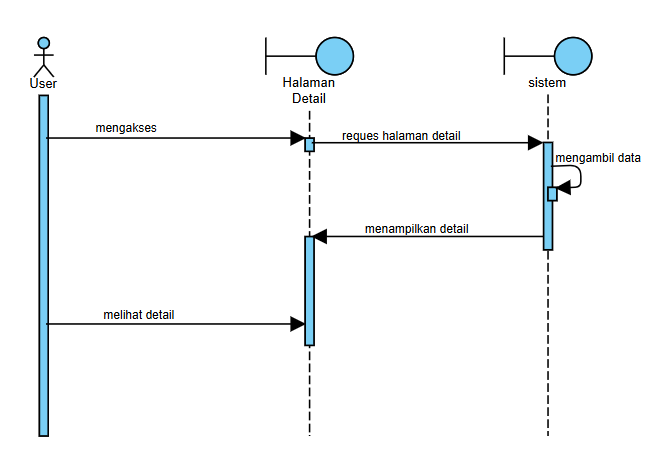 User
Halaman
Detail
sistem
mengakses
reques halaman detail
mengambil data
menampilkan detail
melihat detail